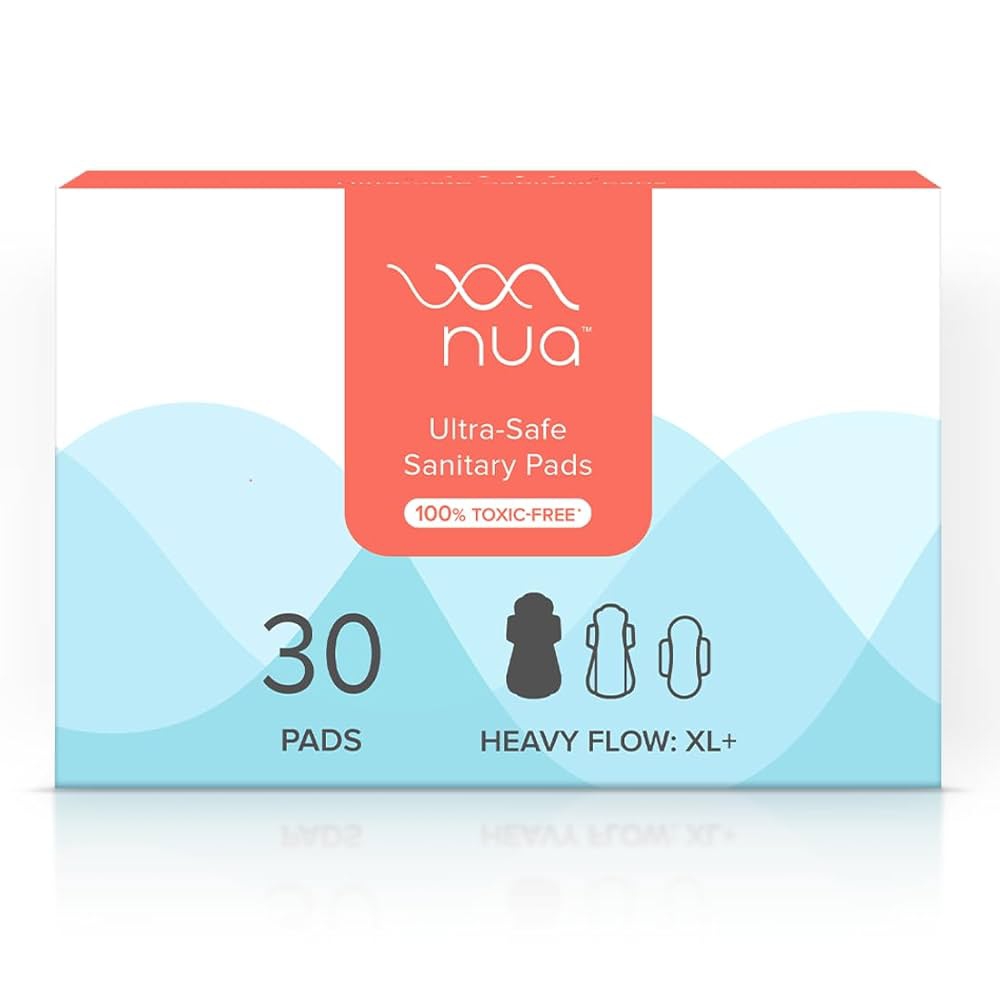 nua™
Ultra-Safe
Sanitary Pads
100% TOXIC-FREE*
30
PADS
HEAVY FLOW: XL+